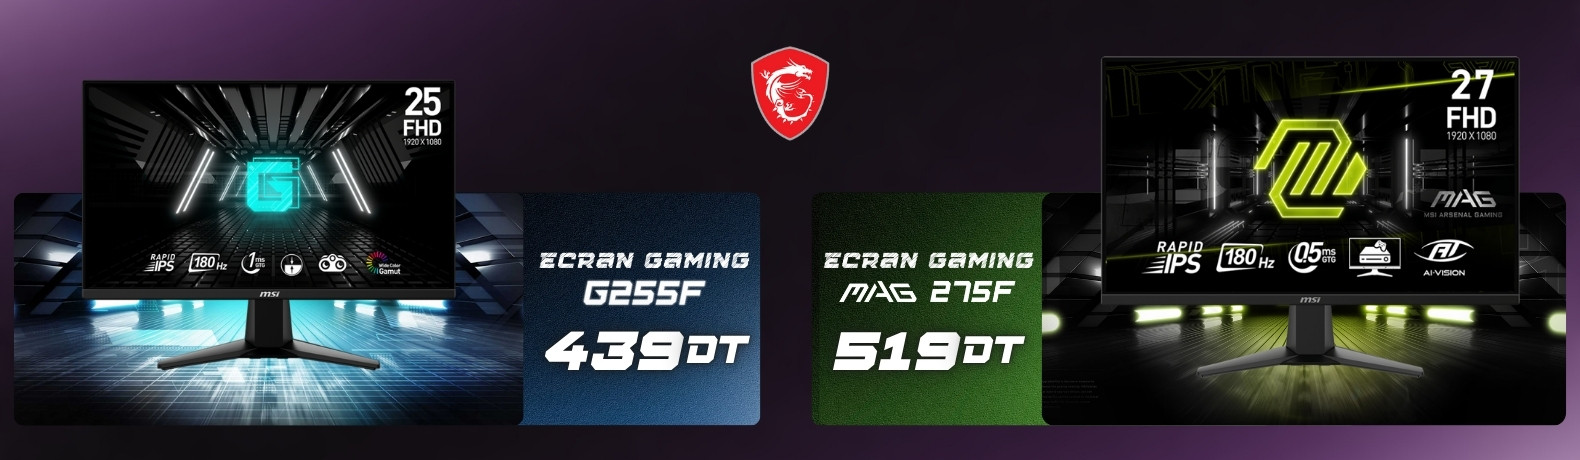 25
FHD
1920 X 1080
RAPID
IPS
180Hz
1ms
GTG
Wide Color
Gamut
msi
ECRAN GAMING
G255F
439DT
ECRAN GAMING
MAG 275F
519DT
27
FHD
1920 X 1080
MAG
MSI ARSENAL GAMING
RAPID
IPS
180Hz
0.5ms
GTG
AI
AI-VISION
msi